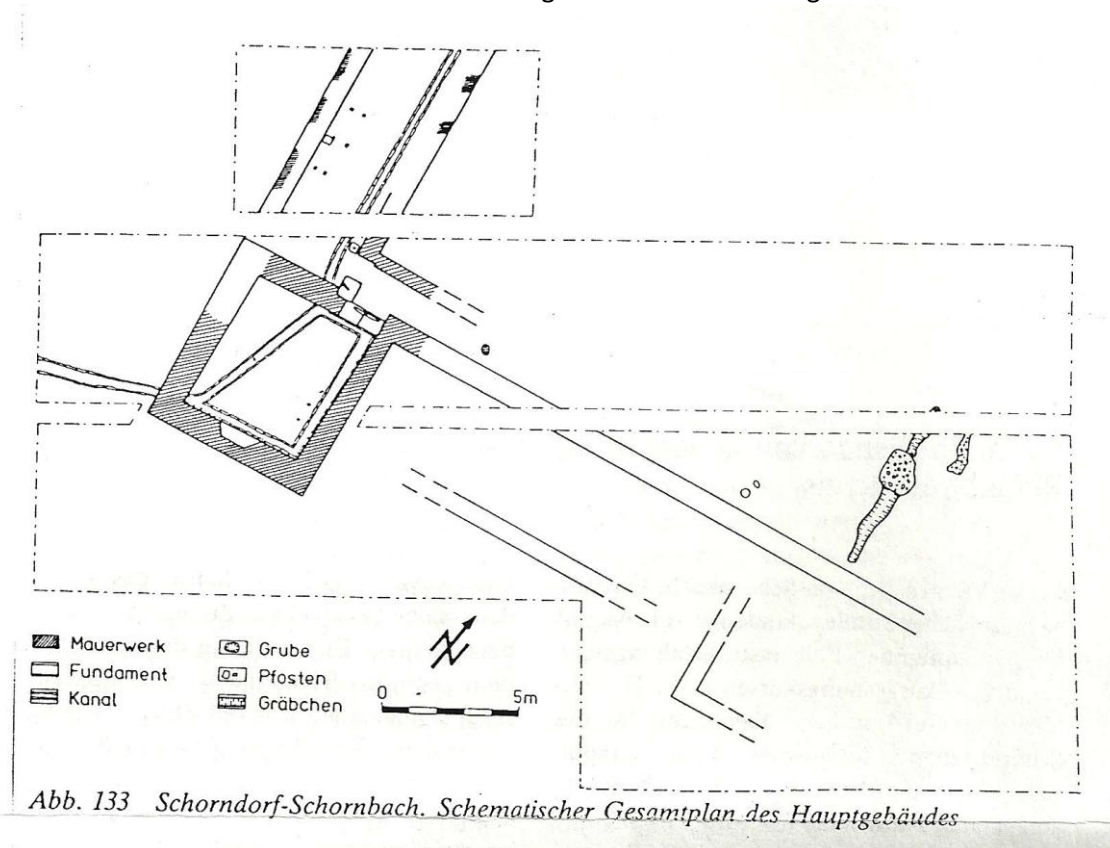 Mauerwerk
Fundament
Kanal
Grube
Pfosten
Gräbchen
N
0 5m
Abb. 133 Schorndorf-Schornbach. Schematischer Gesamtplan des Hauptgebäudes